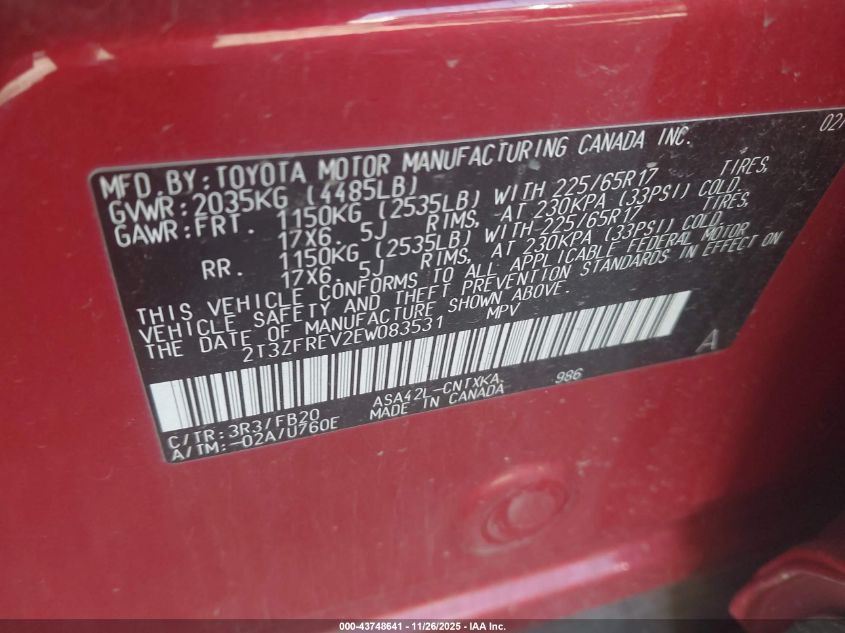 02/
MFD.BY:TOYOTA MOTOR MANUFACTURING CANADA INC.
GVWR:2035KG (4485LB)
GAWR:FRT. 1150KG (2535LB) WITH 225/65R17 TIRES,
17X6. 5J RIMS, AT 230KPA (33PSI) COLD.
RR. 1150KG (2535LB) WITH 225/65R17 TIRES,
17X6. 5J RIMS, AT 230KPA (33PSI) COLD.
THIS VEHICLE CONFORMS TO ALL APPLICABLE FEDERAL MOTOR
VEHICLE SAFETY AND THEFT PREVENTION STANDARDS IN EFFECT ON
THE DATE OF MANUFACTURE SHOWN ABOVE.
2T3ZFREV2EW083531 MPV
A
C/TR:3R3/FB20 ASA42L-CNTXKA 986
A/TM:-02A/U760E MADE IN CANADA
000-43748641 - 11/26/2025 - IAA Inc.